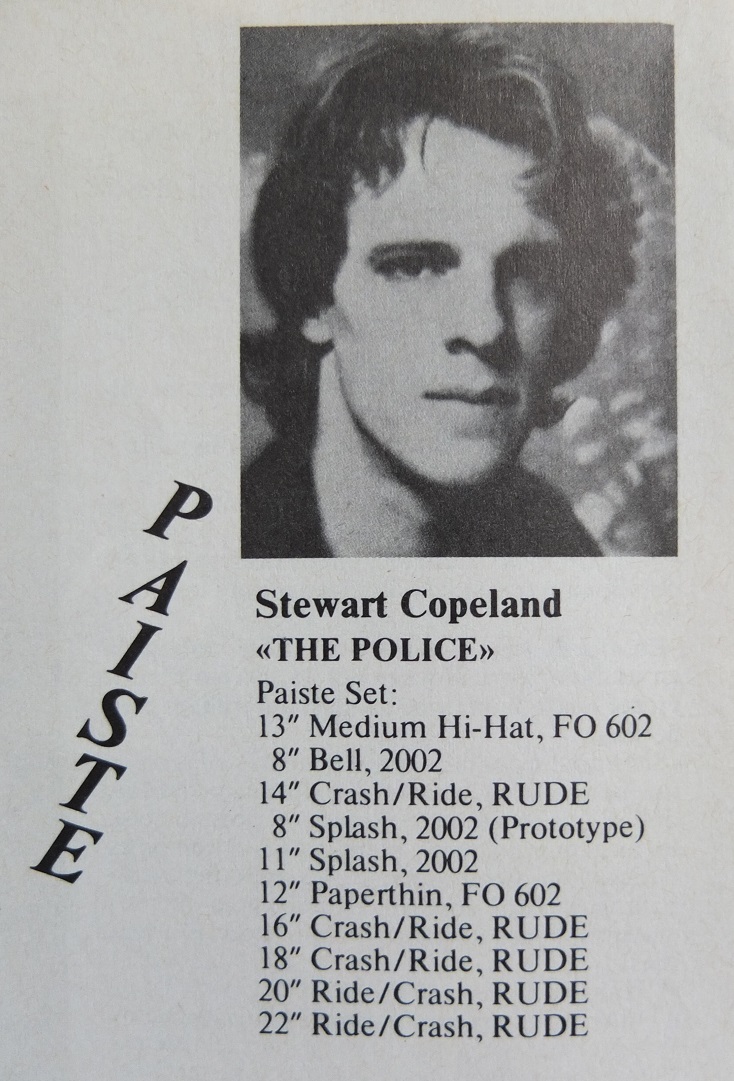 PAISTE
Stewart Copeland
«THE POLICE»
Paiste Set:
13″ Medium Hi-Hat, FO 602
8″ Bell, 2002
14″ Crash/Ride, RUDE
8″ Splash, 2002 (Prototype)
11″ Splash, 2002
12″ Paperthin, FO 602
16″ Crash/Ride, RUDE
18″ Crash/Ride, RUDE
20″ Ride/Crash, RUDE
22″ Ride/Crash, RUDE